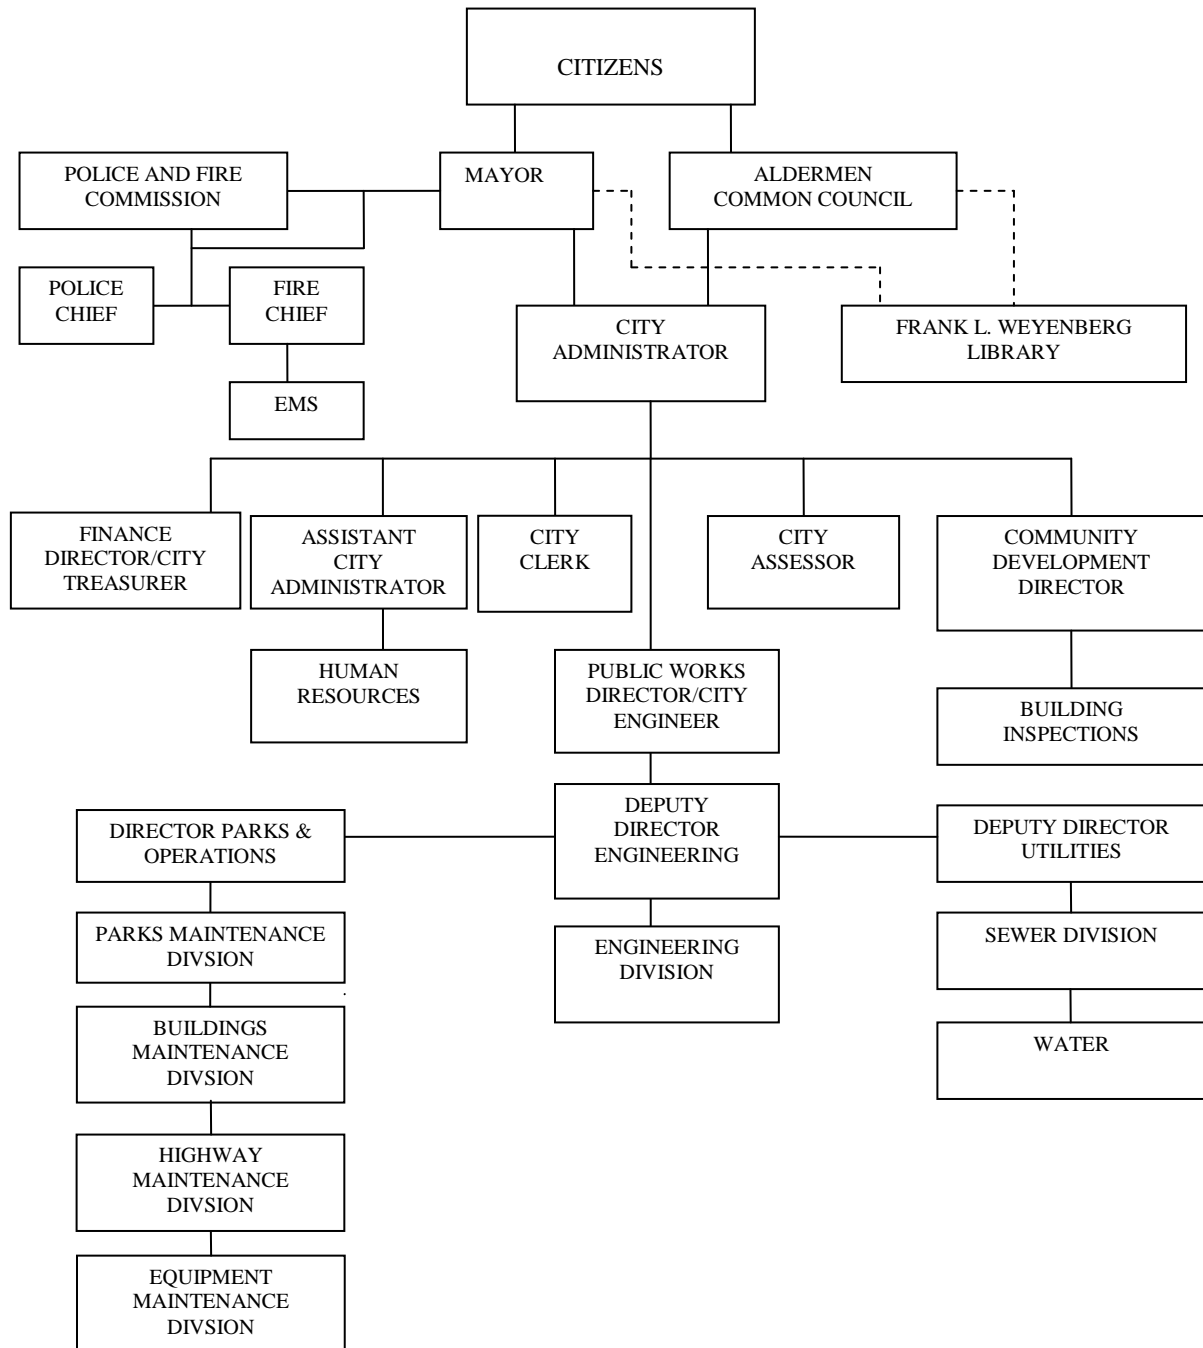 CITIZENS
POLICE AND FIRE
COMMISSION
MAYOR
ALDERMEN
COMMON COUNCIL
POLICE
CHIEF
FIRE
CHIEF
CITY
ADMINISTRATOR
FRANK L. WEYENBERG
LIBRARY
EMS
FINANCE
DIRECTOR/CITY
TREASURER
ASSISTANT
CITY
ADMINISTRATOR
CITY
CLERK
CITY
ASSESSOR
COMMUNITY
DEVELOPMENT
DIRECTOR
HUMAN
RESOURCES
PUBLIC WORKS
DIRECTOR/CITY
ENGINEER
BUILDING
INSPECTIONS
DIRECTOR PARKS &
OPERATIONS
DEPUTY
DIRECTOR
ENGINEERING
DEPUTY DIRECTOR
UTILITIES
PARKS MAINTENANCE
DIVSION
ENGINEERING
DIVISION
SEWER DIVISION
BUILDINGS
MAINTENANCE
DIVSION
WATER
HIGHWAY
MAINTENANCE
DIVSION
EQUIPMENT
MAINTENANCE
DIVSION